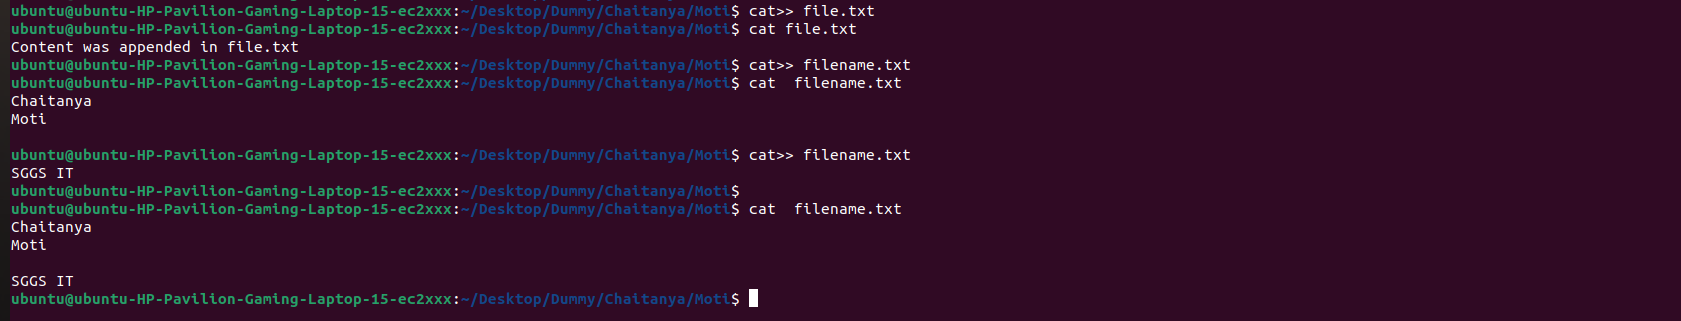 ubuntu@ubuntu-HP-Pavilion-Gaming-Laptop-15-ec2xxx:~/Desktop/Dummy/Chaitanya/Moti$ cat>> file.txt
ubuntu@ubuntu-HP-Pavilion-Gaming-Laptop-15-ec2xxx:~/Desktop/Dummy/Chaitanya/Moti$ cat file.txt
Content was appended in file.txt
ubuntu@ubuntu-HP-Pavilion-Gaming-Laptop-15-ec2xxx:~/Desktop/Dummy/Chaitanya/Moti$ cat>> filename.txt
ubuntu@ubuntu-HP-Pavilion-Gaming-Laptop-15-ec2xxx:~/Desktop/Dummy/Chaitanya/Moti$ cat  filename.txt
Chaitanya
Moti

ubuntu@ubuntu-HP-Pavilion-Gaming-Laptop-15-ec2xxx:~/Desktop/Dummy/Chaitanya/Moti$ cat>> filename.txt
SGGS IT
ubuntu@ubuntu-HP-Pavilion-Gaming-Laptop-15-ec2xxx:~/Desktop/Dummy/Chaitanya/Moti$
ubuntu@ubuntu-HP-Pavilion-Gaming-Laptop-15-ec2xxx:~/Desktop/Dummy/Chaitanya/Moti$ cat  filename.txt
Chaitanya
Moti

SGGS IT
ubuntu@ubuntu-HP-Pavilion-Gaming-Laptop-15-ec2xxx:~/Desktop/Dummy/Chaitanya/Moti$